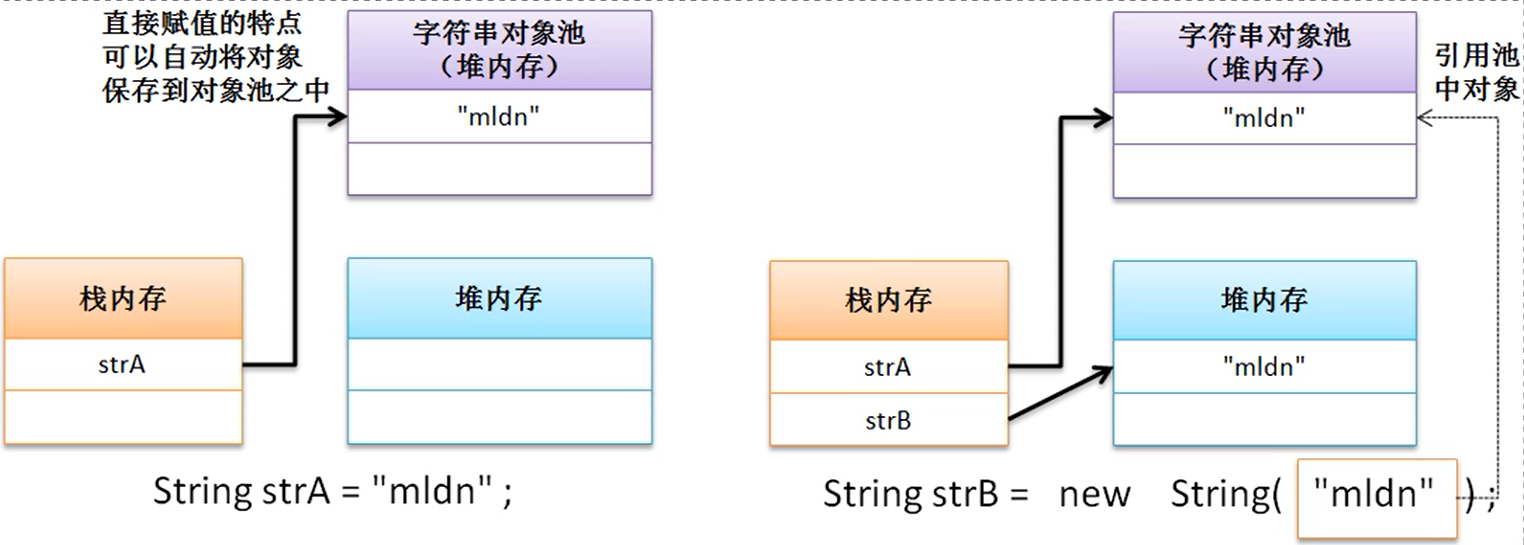 直接赋值的特点
可以自动将对象
保存到对象池之中
字符串对象池
（堆内存）
"mldn"
栈内存
strA
堆内存
String strA = "mldn" ;
字符串对象池
（堆内存）
"mldn"
引用池
中对象
栈内存
strA
strB
堆内存
"mldn"
String strB = new String( "mldn" ) ;